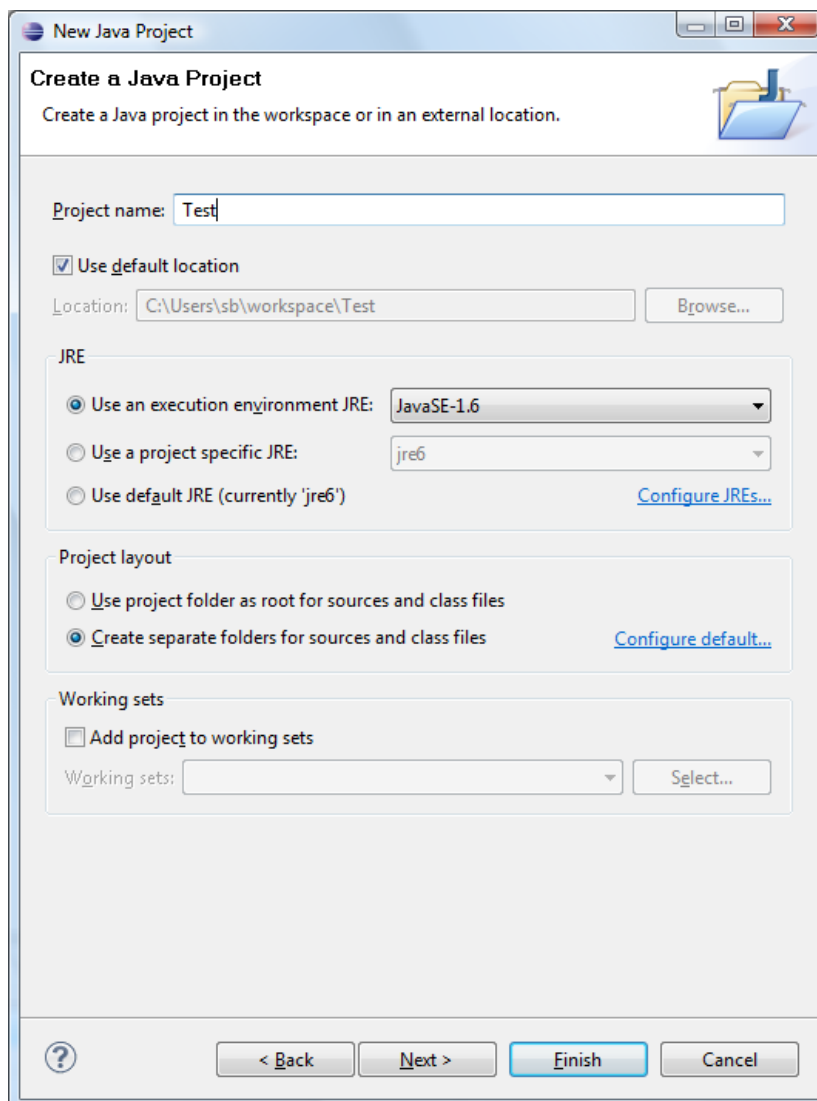 New Java Project
Create a Java Project
Create a Java project in the workspace or in an external location.
Project name: Test
Use default location
Location: C:\Users\sb\workspace\Test Browse...
JRE
Use an execution environment JRE: JavaSE-1.6
Use a project specific JRE: jre6
Use default JRE (currently 'jre6') Configure JREs...
Project layout
Use project folder as root for sources and class files
Create separate folders for sources and class files Configure default...
Working sets
Add project to working sets
Working sets: Select...
? < Back Next > Finish Cancel